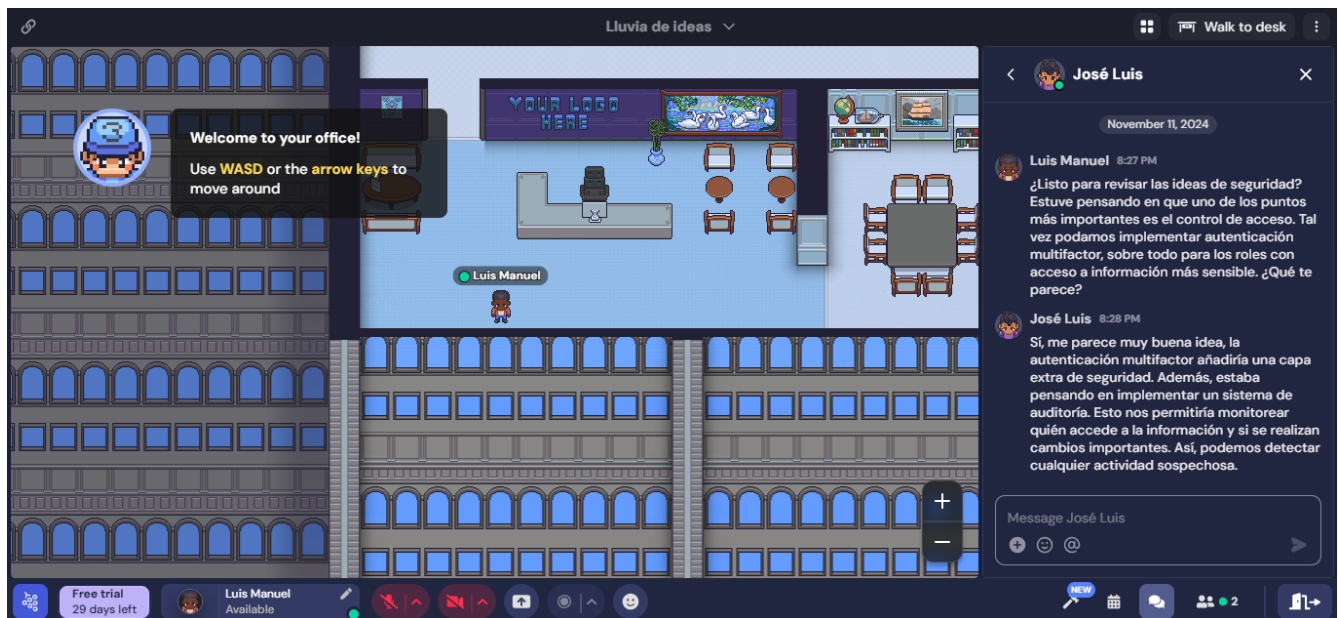 Lluvia de ideas
Walk to desk
YOUR LOGO
HERE
3
Welcome to your office!
Use WASD or the arrow keys to
move around
Luis Manuel
José Luis
November 11, 2024
Luis Manuel 8:27 PM
¿Listo para revisar las ideas de seguridad?
Estuve pensando en que uno de los puntos
más importantes es el control de acceso. Tal
vez podamos implementar autenticación
multifactor, sobre todo para los roles con
acceso a información más sensible. ¿Qué te
parece?
José Luis 8:28 PM
Sí, me parece muy buena idea, la
autenticación multifactor añadiría una capa
extra de seguridad. Además, estaba
pensando en implementar un sistema de
auditoría. Esto nos permitiría monitorear
quién accede a la información y si se realizan
cambios importantes. Así, podemos detectar
cualquier actividad sospechosa.
Message José Luis
Free trial
29 days left
Luis Manuel
Available
NEW
2